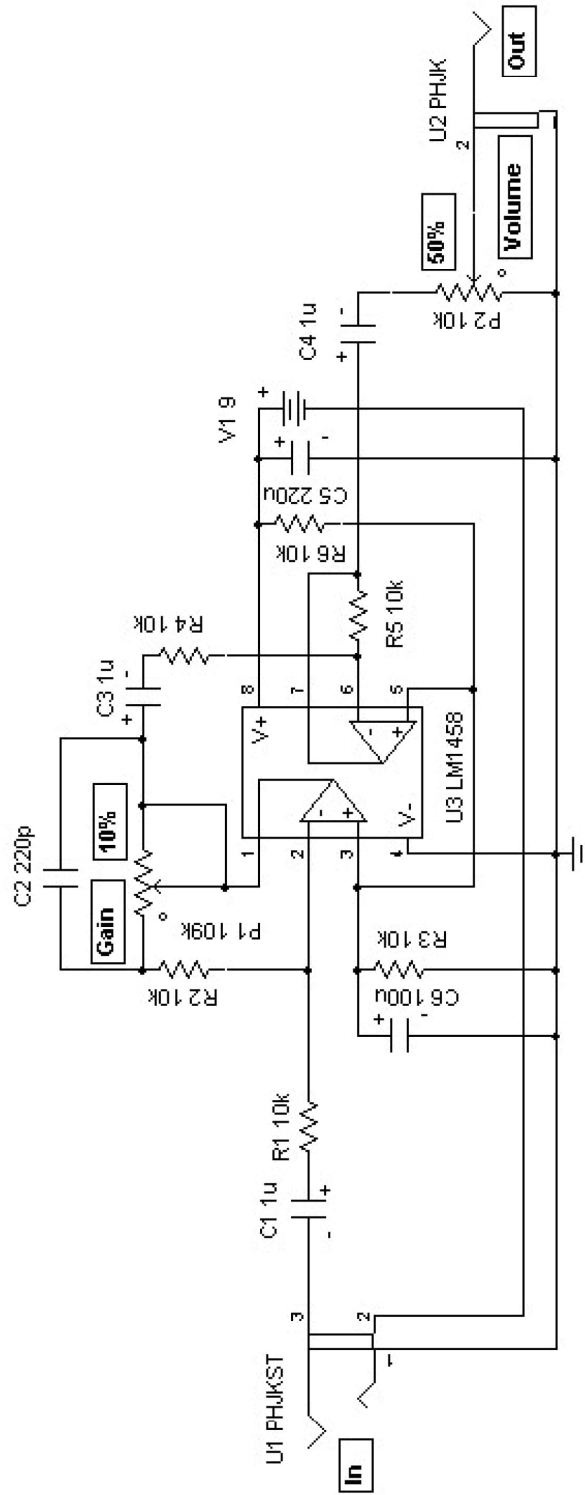 U1 PHJKST
In
3
2
1
C1 1u
-
+
R1 10k
C2 220p
Gain
10%
P1 109k
R2 10k
C3 1u
+
-
R4 10k
1
2
3
4
8
7
6
5
V+
V-
-
+
-
+
U3 LM1458
R3 10k
C6 100u
+
-
R5 10k
R6 10k
C5 220u
+
-
V1 9
+
C4 1u
+
-
P2 10k
50%
Volume
U2 PHJK
2
Out